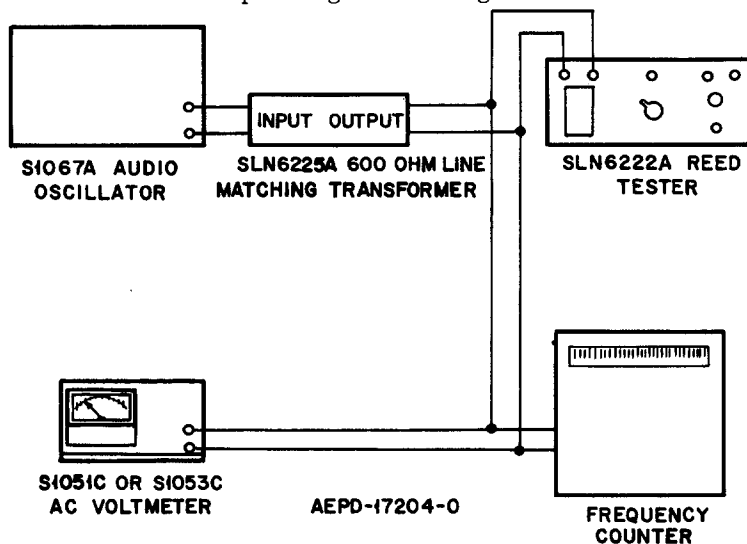 INPUT OUTPUT
S1067A AUDIO
OSCILLATOR
SLN6225A 600 OHM LINE
MATCHING TRANSFORMER
SLN6222A REED
TESTER
S1051C OR S1053C
AC VOLTMETER
AEPD-17204-0
FREQUENCY
COUNTER